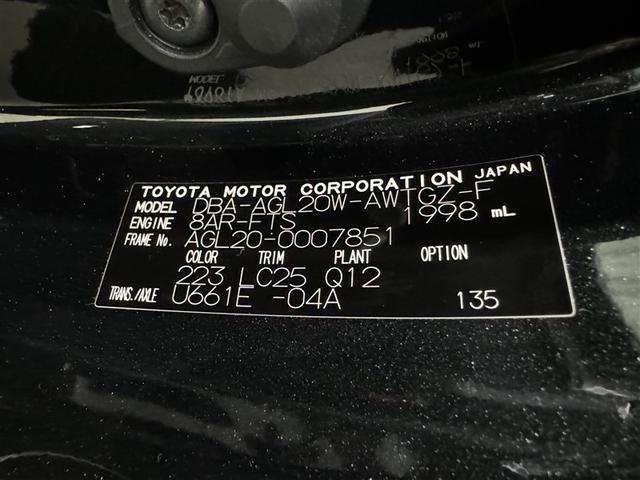 TOYOTA MOTOR CORPORATION JAPAN
MODEL DBA-AGL20W-AWTGZ-F
ENGINE 8AR-FTS 1998 mL
FRAME No. AGL20-0007851
COLOR TRIM PLANT OPTION
223 LC25 Q12
TRANS./AXLE U661E -04A 135